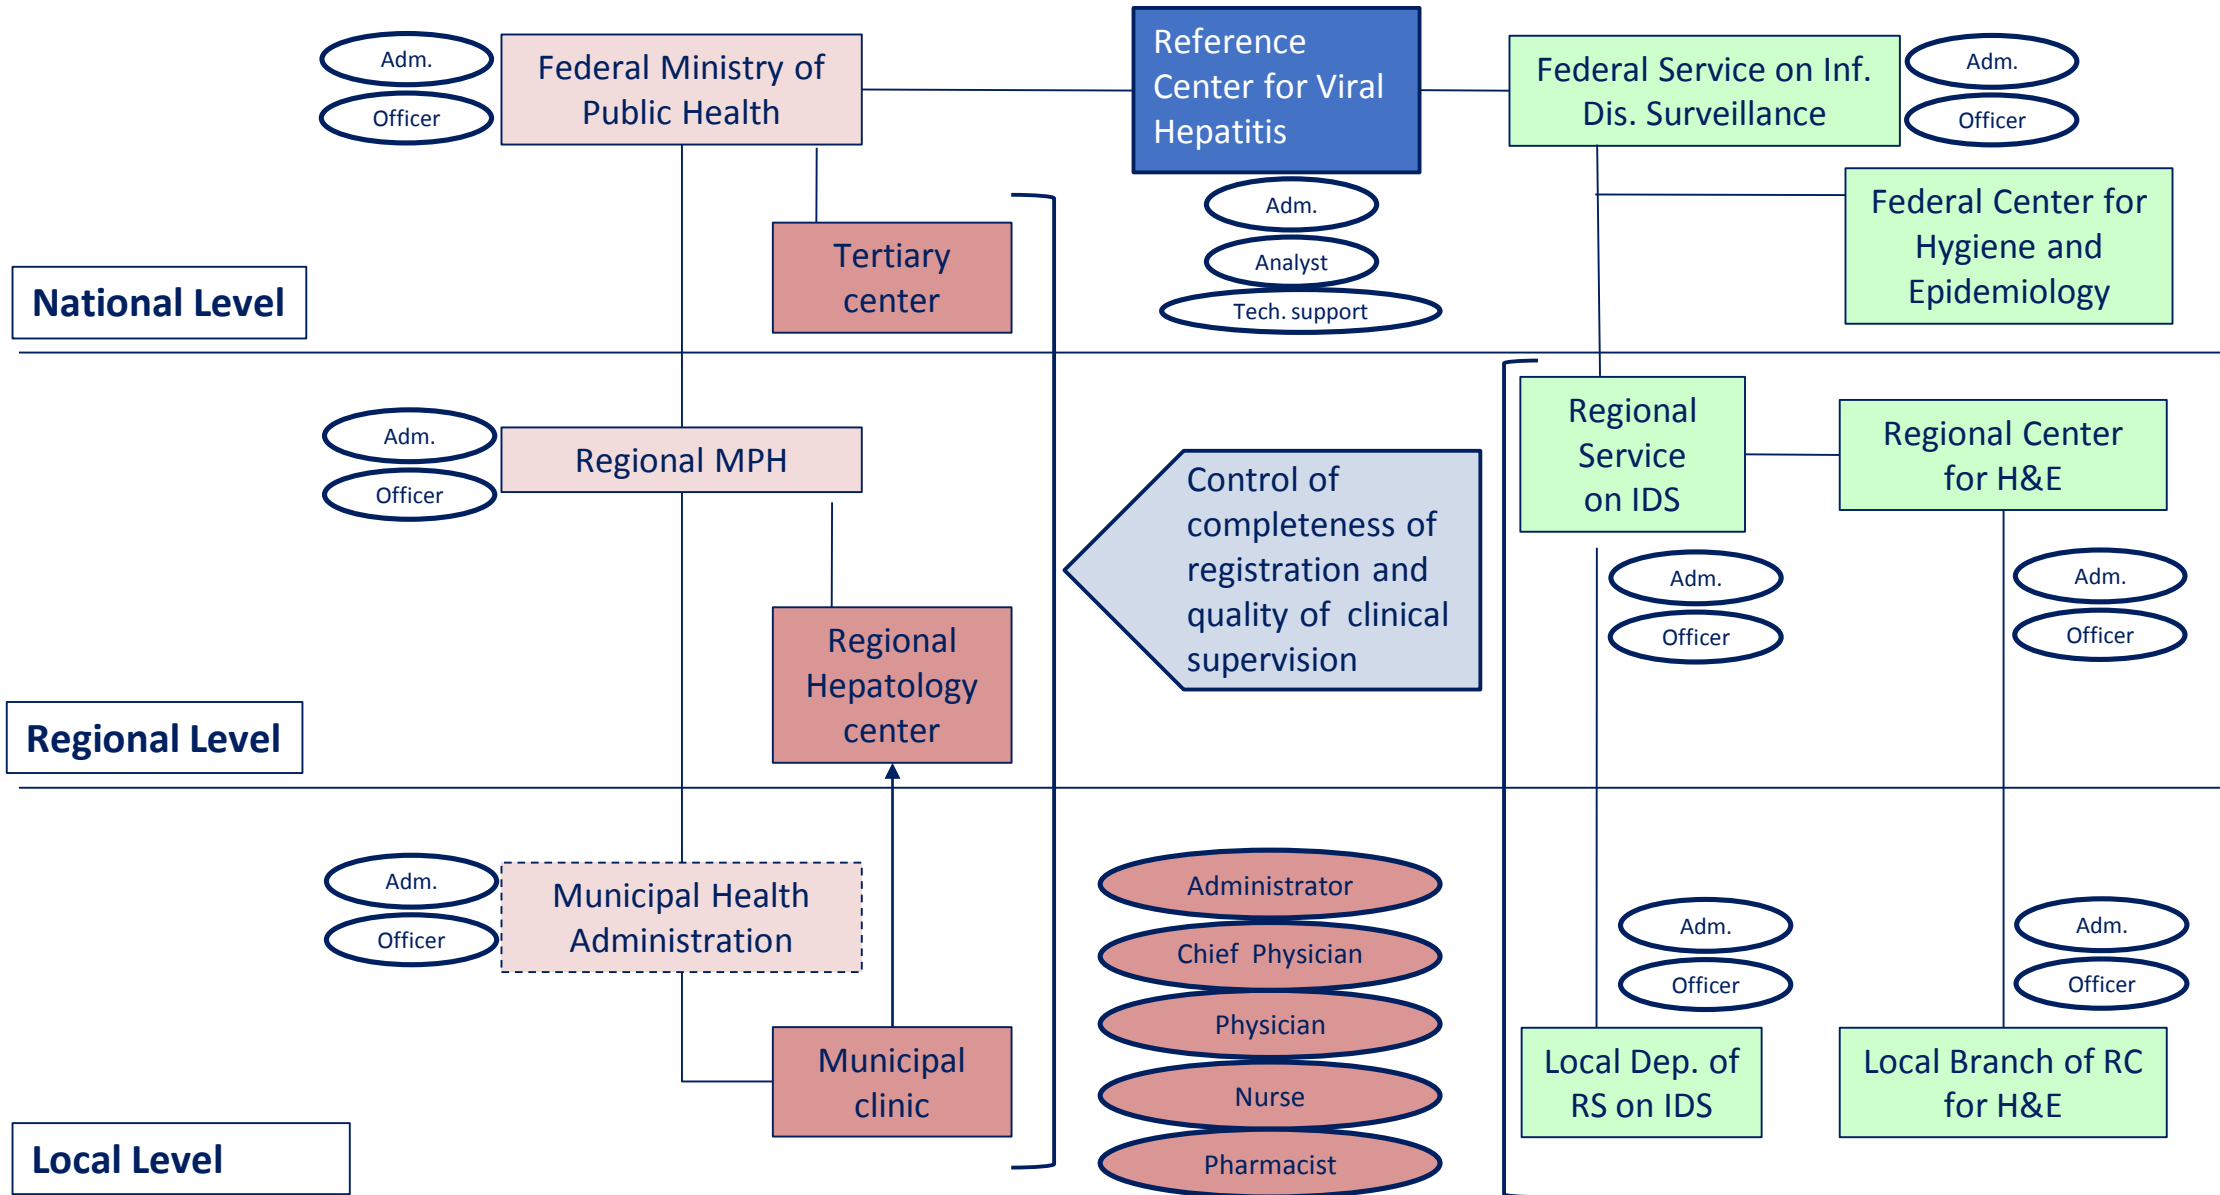 Adm.
Officer
Federal Ministry of
Public Health
Reference
Center for Viral
Hepatitis
Federal Service on Inf.
Dis. Surveillance
Adm.
Officer
Adm.
Analyst
Tech. support
Federal Center for
Hygiene and
Epidemiology
Tertiary
center
National Level
Adm.
Officer
Regional MPH
Regional
Service
on IDS
Regional Center
for H&E
Control of
completeness of
registration and
quality of clinical
supervision
Adm.
Officer
Adm.
Officer
Regional
Hepatology
center
Regional Level
Adm.
Officer
Municipal Health
Administration
Administrator
Chief Physician
Physician
Nurse
Pharmacist
Adm.
Officer
Adm.
Officer
Municipal
clinic
Local Dep. of
RS on IDS
Local Branch of RC
for H&E
Local Level